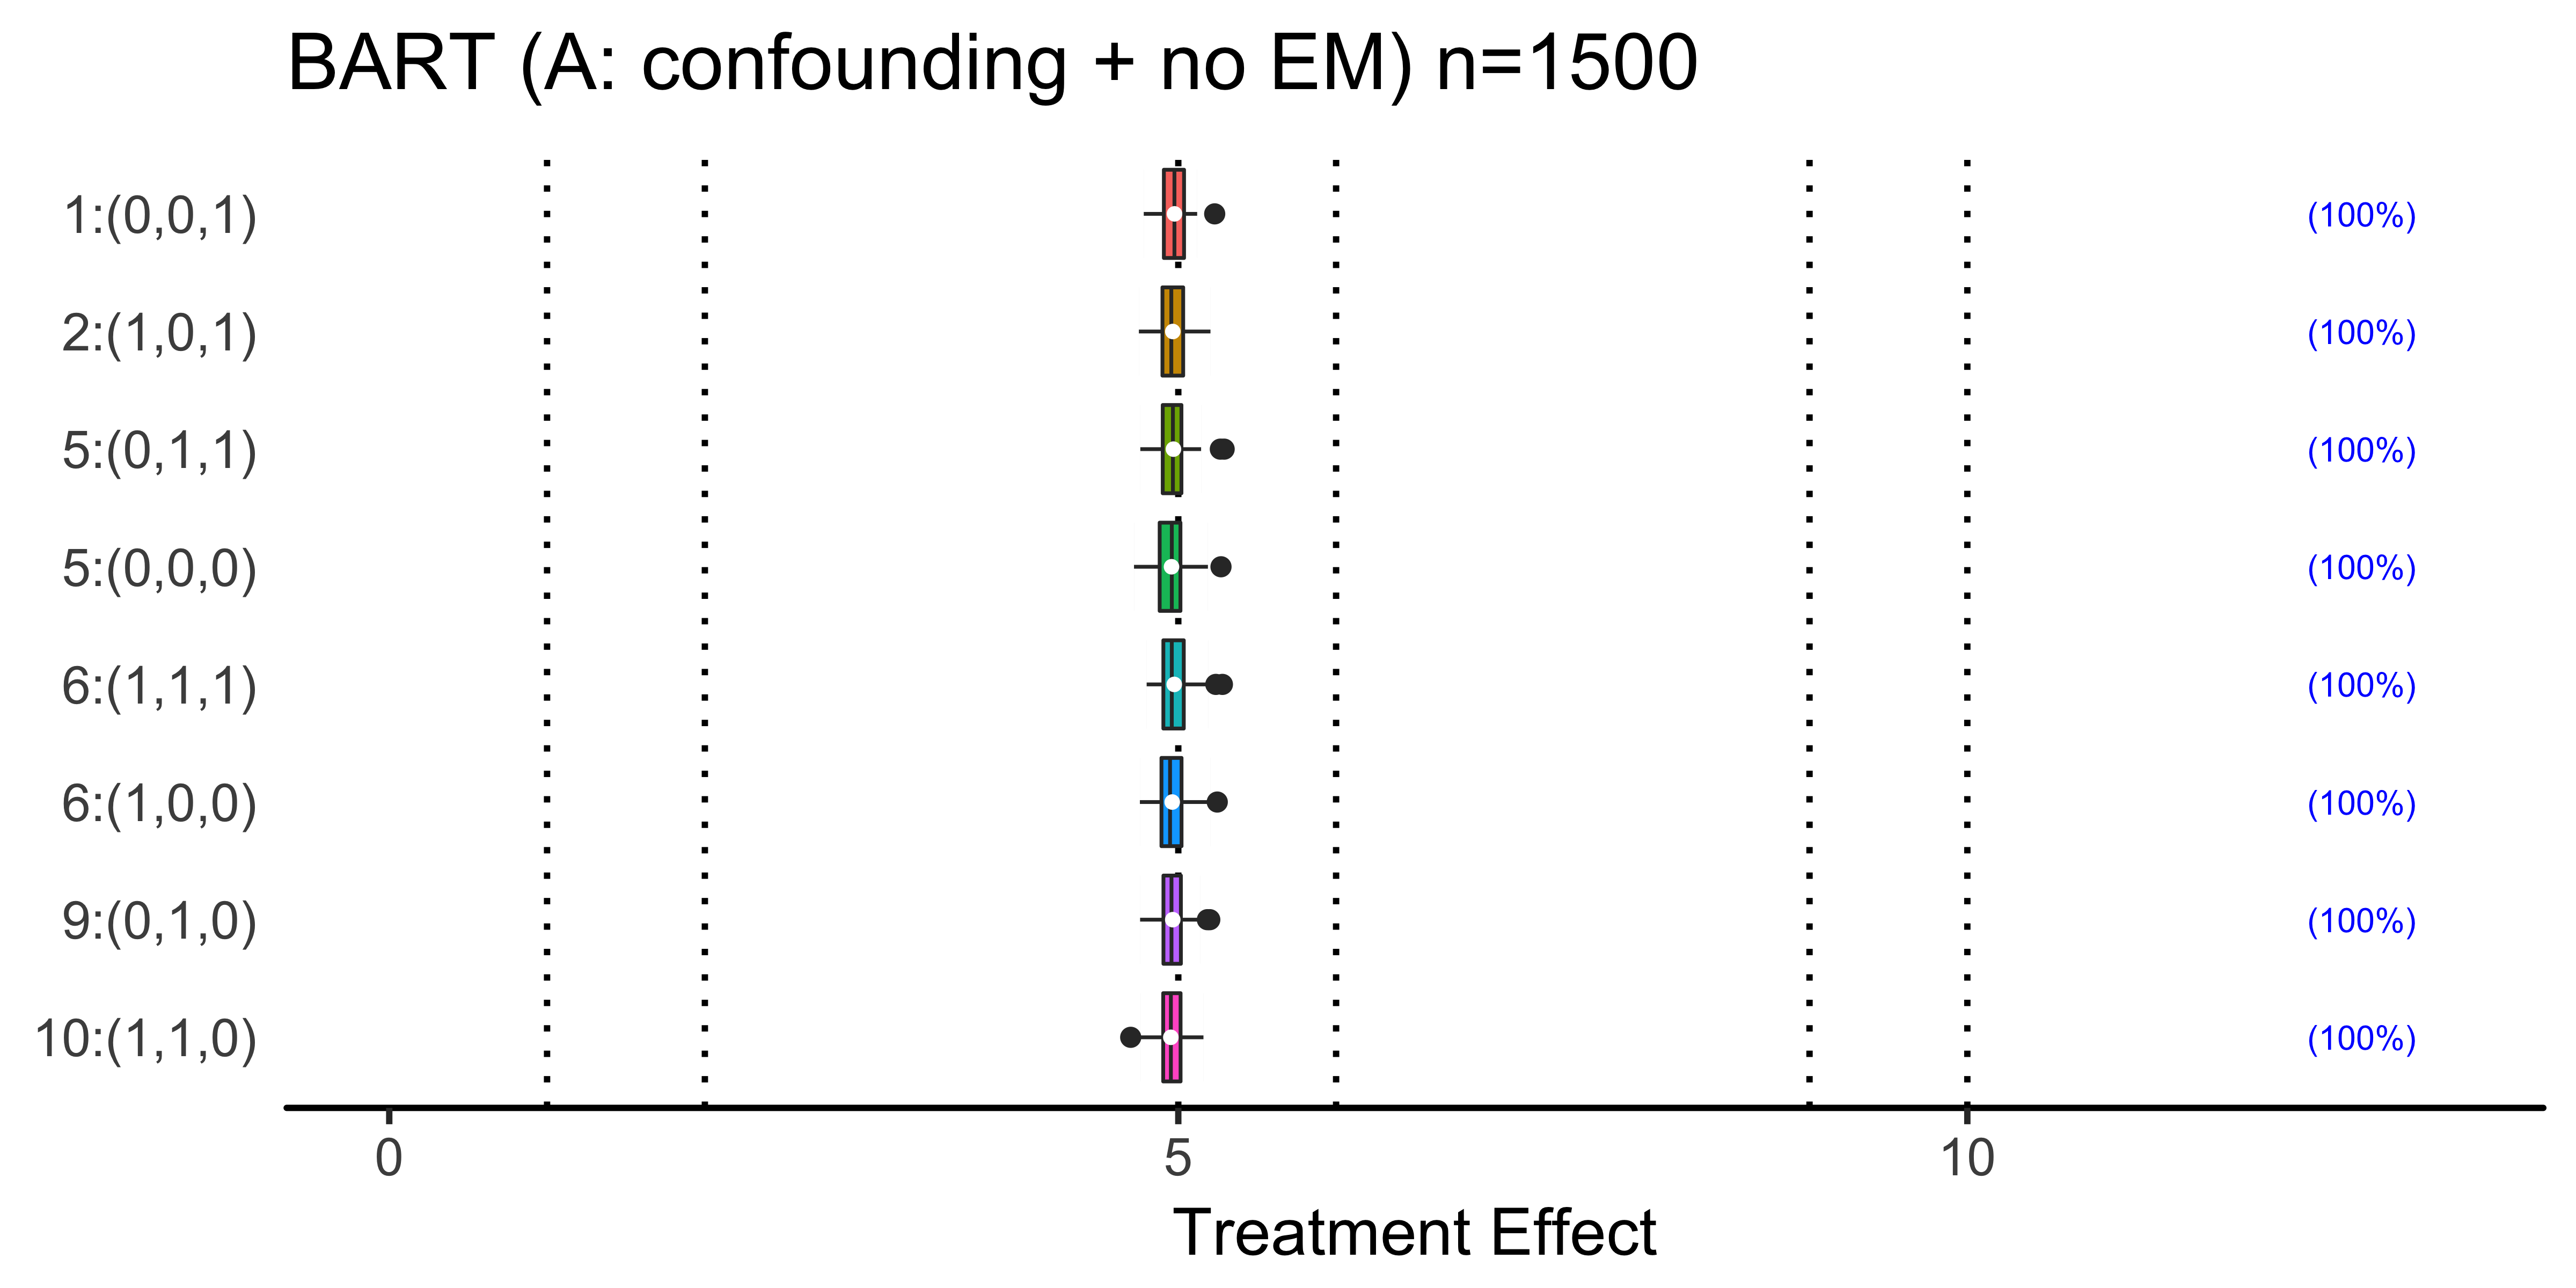 BART (A: confounding + no EM) n=1500
1:(0,0,1) (100%)
2:(1,0,1) (100%)
5:(0,1,1) (100%)
5:(0,0,0) (100%)
6:(1,1,1) (100%)
6:(1,0,0) (100%)
9:(0,1,0) (100%)
10:(1,1,0) (100%)
0 5 10
Treatment Effect